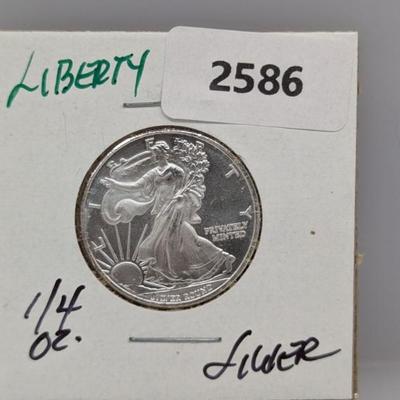 LIBERTY
2586
LIBERTY
PRIVATELY
MINTED
SILVER ROUND
1/4
OZ.
SILVER